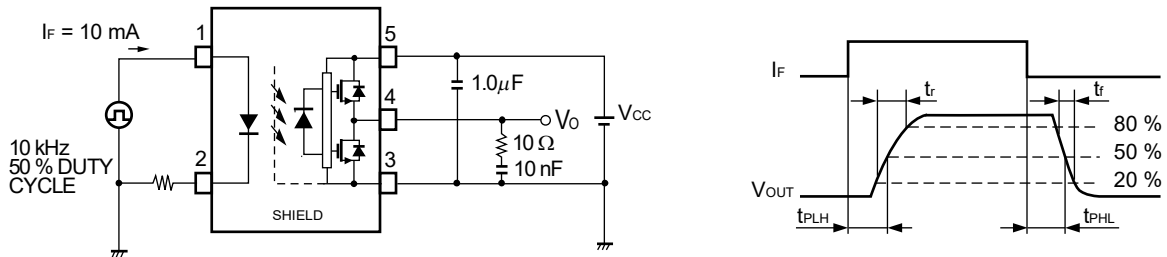 IF = 10 mA
1
5
1.0μF
4
VO
VCC
10 Ω
10 nF
10 kHz
50 % DUTY
CYCLE
2
3
SHIELD
IF
tr
tf
80 %
50 %
20 %
VOUT
tPLH
tPHL